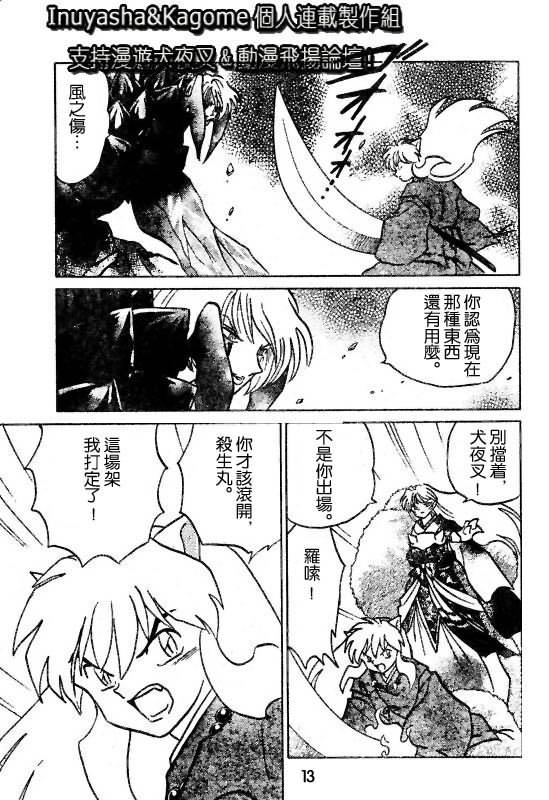 Inuyasha&Kagome 個人連載製作組
支持漫遊犬夜叉 & 動漫飛揚論壇!
風之傷…
你認爲現在
那種東西
還有用麼。
別擋着,
犬夜叉!
不是你出場。
羅嗦!
你才該滾開,
殺生丸。
這場架
我打定了!
13